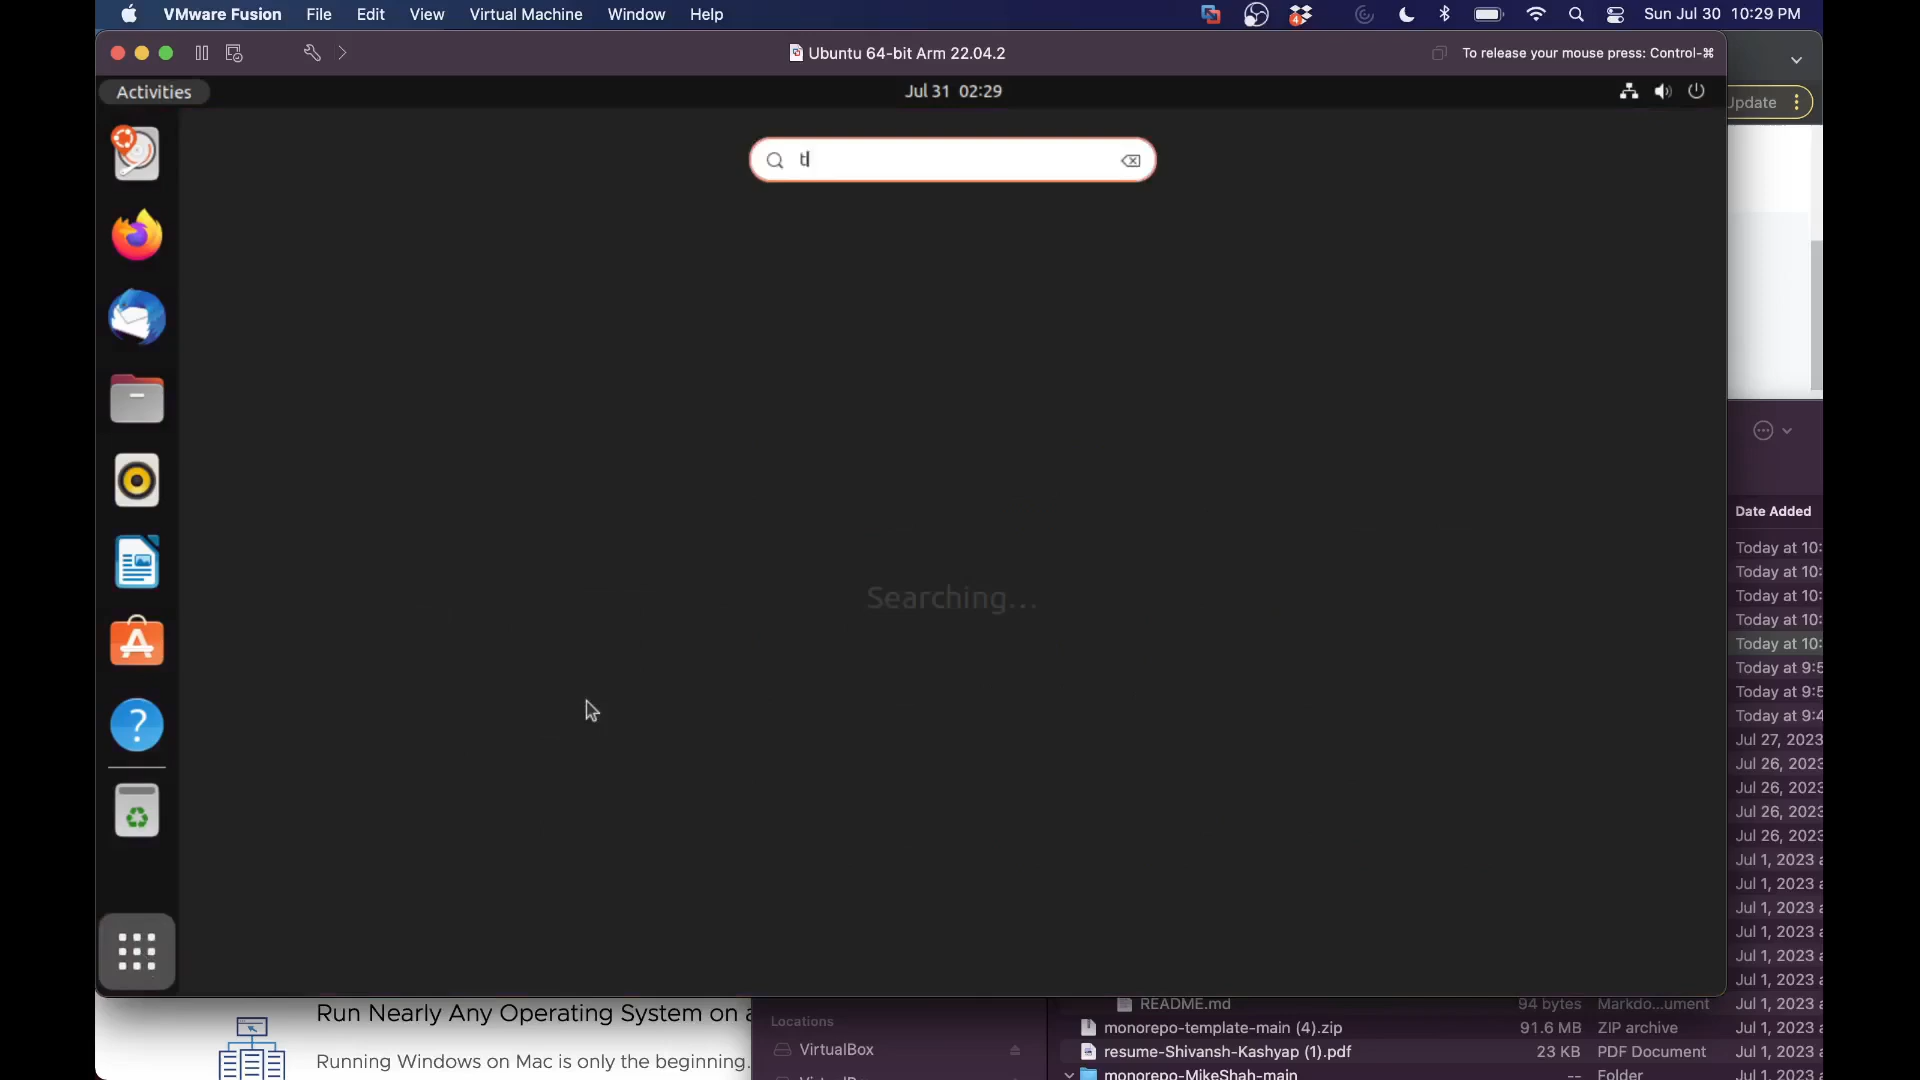 VMware Fusion File Edit View Virtual Machine Window Help 4 Sun Jul 30 10:29 PM
Ubuntu 64-bit Arm 22.04.2 To release your mouse press: Control-⌘
Activities Jul 31 02:29
Update
t
Searching...
Date Added
Today at 10:
Today at 10:
Today at 10:
Today at 10:
Today at 10:
Today at 9:5
Today at 9:5
Today at 9:4
Jul 27, 2023
Jul 26, 2023
Jul 26, 2023
Jul 26, 2023
Jul 26, 2023
Jul 1, 2023 a
Jul 1, 2023 a
Jul 1, 2023 a
Jul 1, 2023 a
Jul 1, 2023 a
Jul 1, 2023 a
README.md 94 bytes Markdo...ument Jul 1, 2023 a
Run Nearly Any Operating System on a
Locations
monorepo-template-main (4).zip 91.6 MB ZIP archive Jul 1, 2023 a
VirtualBox
resume-Shivansh-Kashyap (1).pdf 23 KB PDF Document Jul 1, 2023 a
Running Windows on Mac is only the beginning.
monorepo-MikeShah-main -- Folder Jul 1, 2023 a